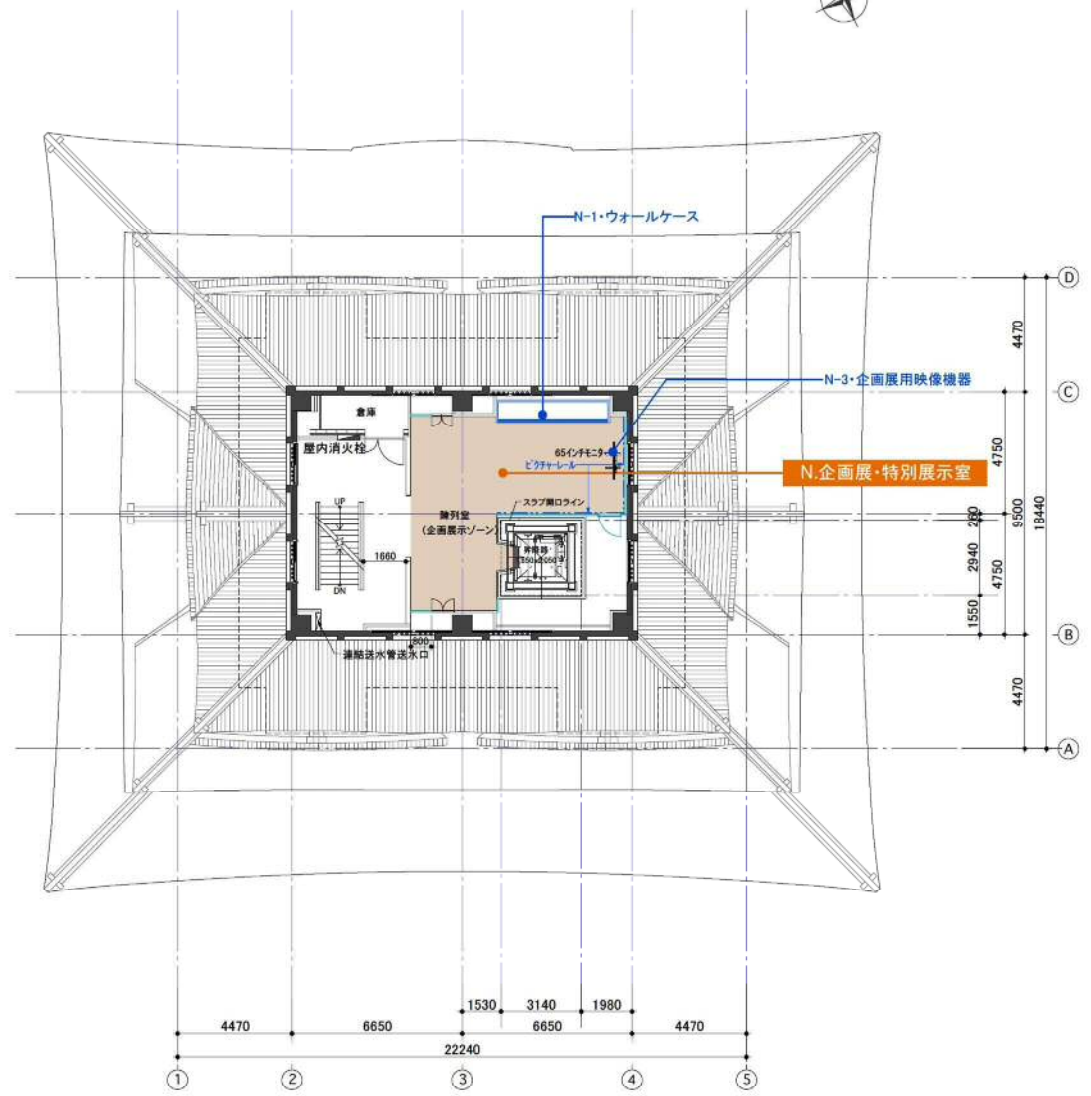 N-1・ウォールケース
D
4470
N-3・企画展用映像機器
C
倉庫
屋内消火栓
65インチモニター
ピクチャーレール
N.企画展・特別展示室
4750
スラブ開口ライン
UP
陳列室
(企画展示ゾーン)
昇降路
1660
DN
260
9500
18440
2940
4750
1550
B
800
連結送水管送水口
4470
A
1530
3140
1980
4470
6650
6650
4470
22240
1
2
3
4
5